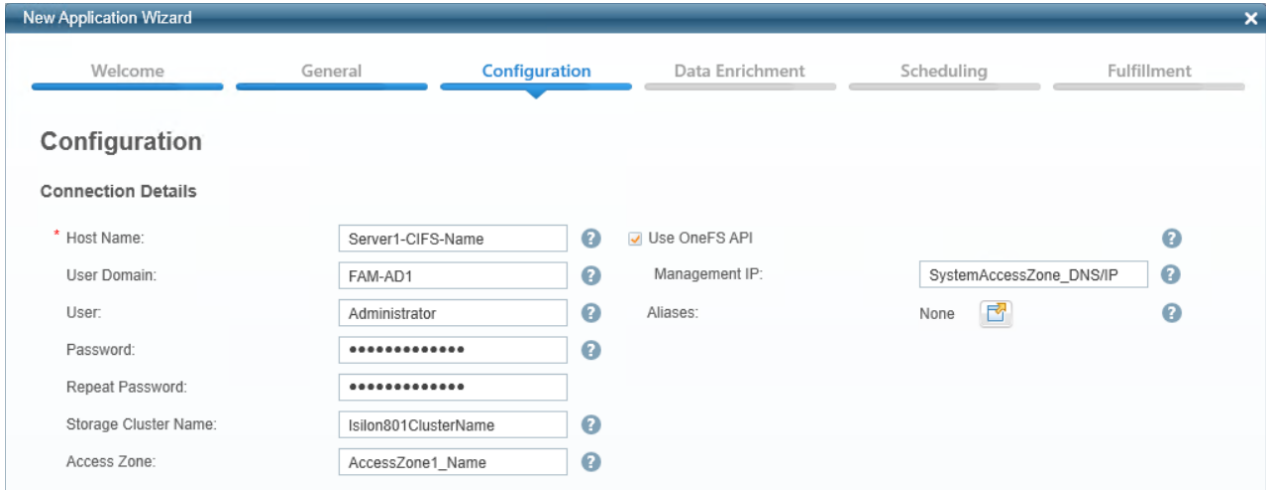 New Application Wizard
Welcome General Configuration Data Enrichment Scheduling Fulfillment
Configuration
Connection Details
* Host Name: Server1-CIFS-Name ? Use OneFS API ?
User Domain: FAM-AD1 ? Management IP: SystemAccessZone_DNS/IP ?
User: Administrator ? Aliases: None ?
Password: ••••••••••••• ?
Repeat Password: •••••••••••••
Storage Cluster Name: Isilon801ClusterName ?
Access Zone: AccessZone1_Name ?